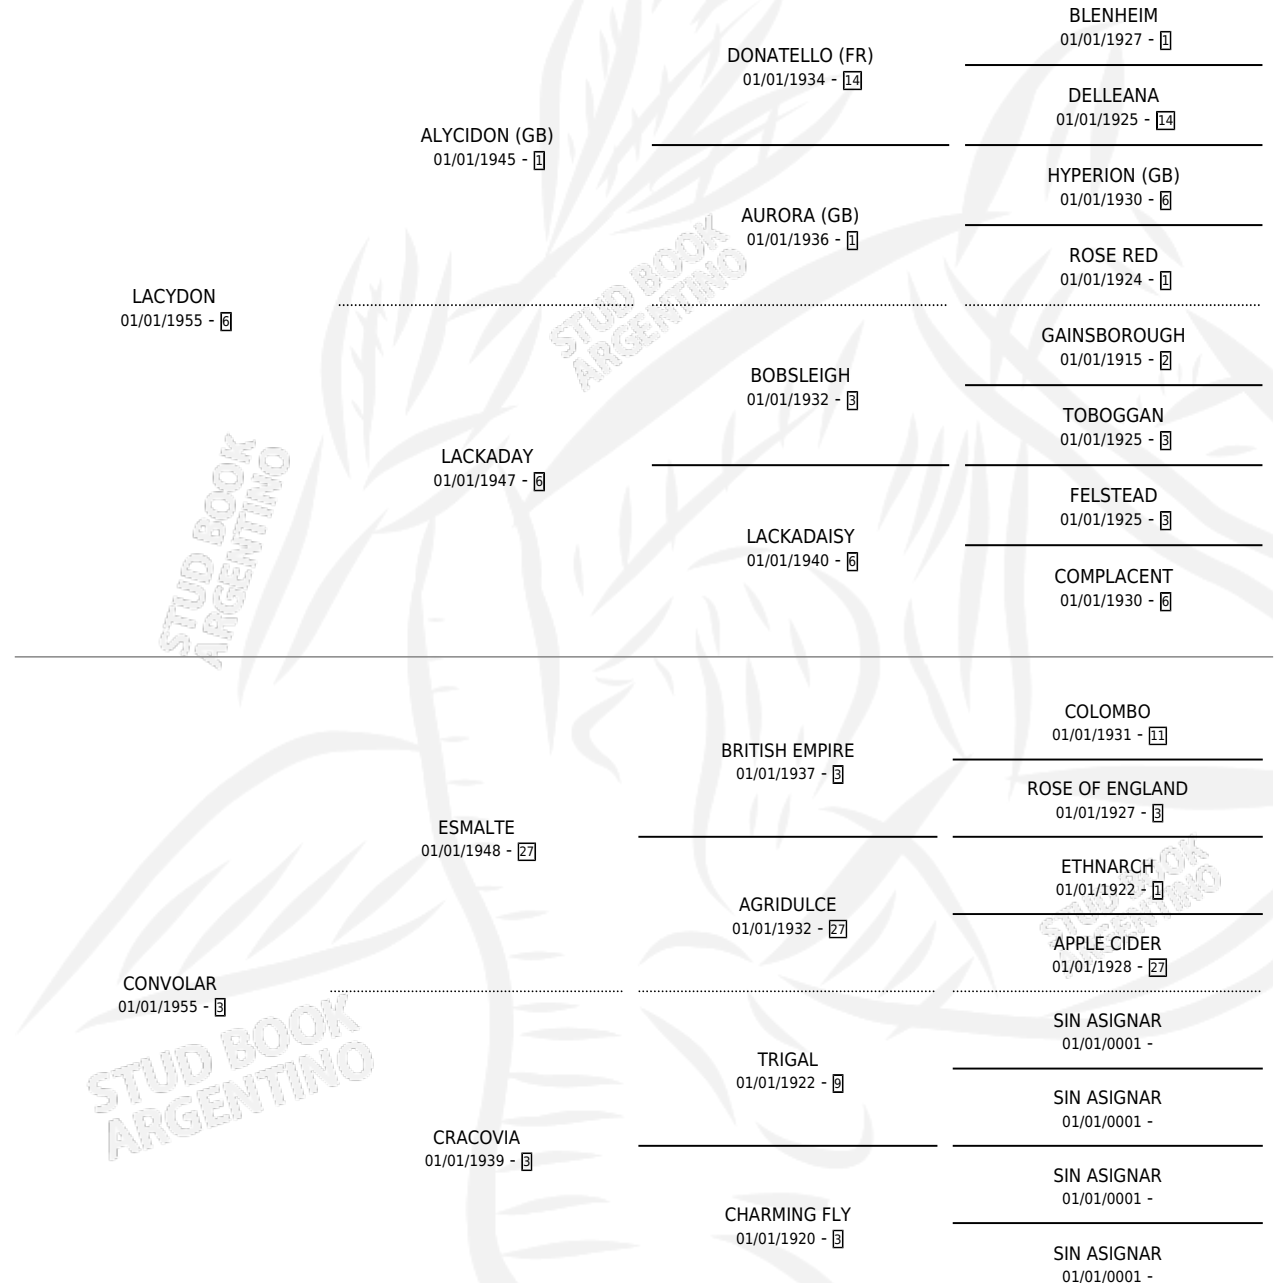 BLENHEIM
01/01/1927 - 1
DONATELLO (FR)
01/01/1934 - 14
DELLEANA
01/01/1925 - 14
ALYCIDON (GB)
01/01/1945 - 1
HYPERION (GB)
01/01/1930 - 6
AURORA (GB)
01/01/1936 - 1
ROSE RED
01/01/1924 - 1
LACYDON
01/01/1955 - 6
STUD BOOK
ARGENTINO
GAINSBOROUGH
01/01/1915 - 2
BOBSLEIGH
01/01/1932 - 3
TOBOGGAN
01/01/1925 - 3
LACKADAY
01/01/1947 - 6
FELSTEAD
01/01/1925 - 3
LACKADAISY
01/01/1940 - 6
COMPLACENT
01/01/1930 - 6
STUD BOOK
ARGENTINO
COLOMBO
01/01/1931 - 11
BRITISH EMPIRE
01/01/1937 - 3
ROSE OF ENGLAND
01/01/1927 - 3
ESMALTE
01/01/1948 - 27
ETHNARCH
01/01/1922 - 1
AGRIDULCE
01/01/1932 - 27
APPLE CIDER
01/01/1928 - 27
STUD BOOK
ARGENTINO
CONVOLAR
01/01/1955 - 3
SIN ASIGNAR
01/01/0001 -
TRIGAL
01/01/1922 - 9
SIN ASIGNAR
01/01/0001 -
STUD BOOK
ARGENTINO
CRACOVIA
01/01/1939 - 3
SIN ASIGNAR
01/01/0001 -
CHARMING FLY
01/01/1920 - 3
SIN ASIGNAR
01/01/0001 -